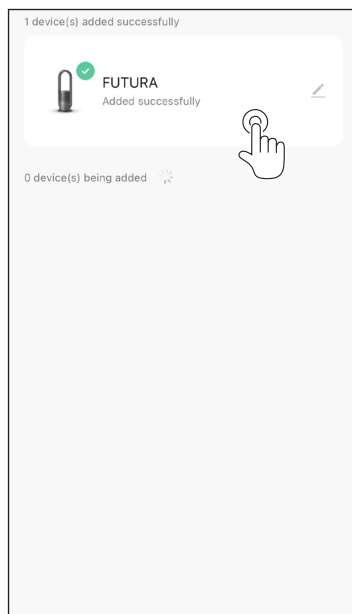 1 device(s) added successfully
FUTURA
Added successfully
0 device(s) being added